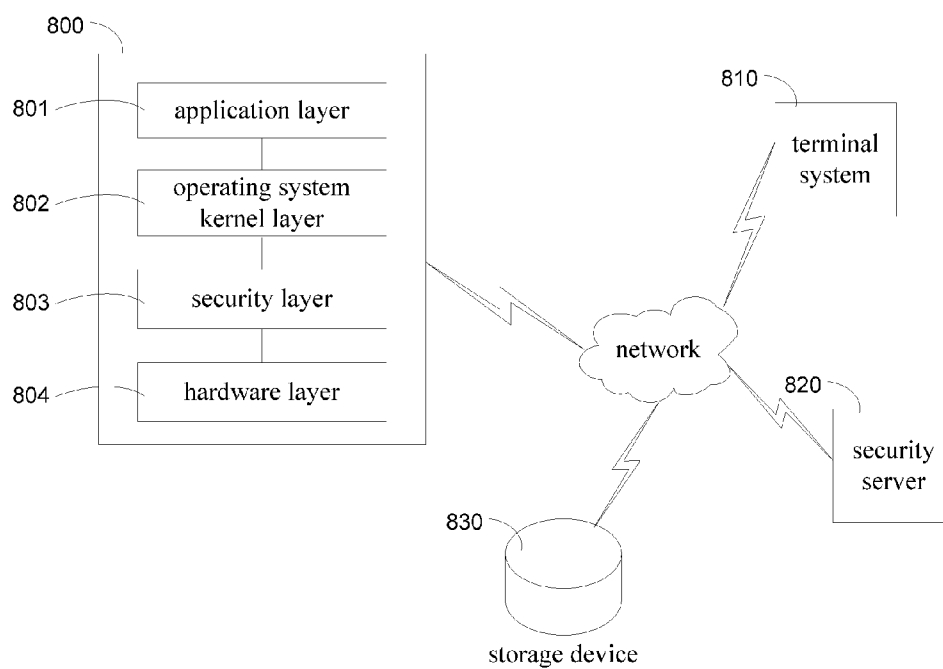 800
801
application layer
802
operating system
kernel layer
803
security layer
804
hardware layer
810
terminal
system
network
820
security
server
830
storage device